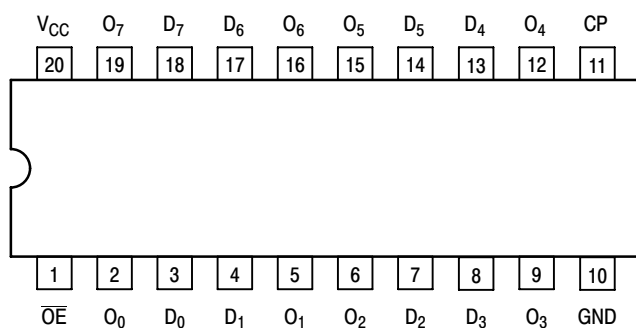 V_CC O₇ D₇ D₆ O₆ O₅ D₅ D₄ O₄ CP
20 19 18 17 16 15 14 13 12 11
1 2 3 4 5 6 7 8 9 10
O̅E̅ O₀ D₀ D₁ O₁ O₂ D₂ D₃ O₃ GND